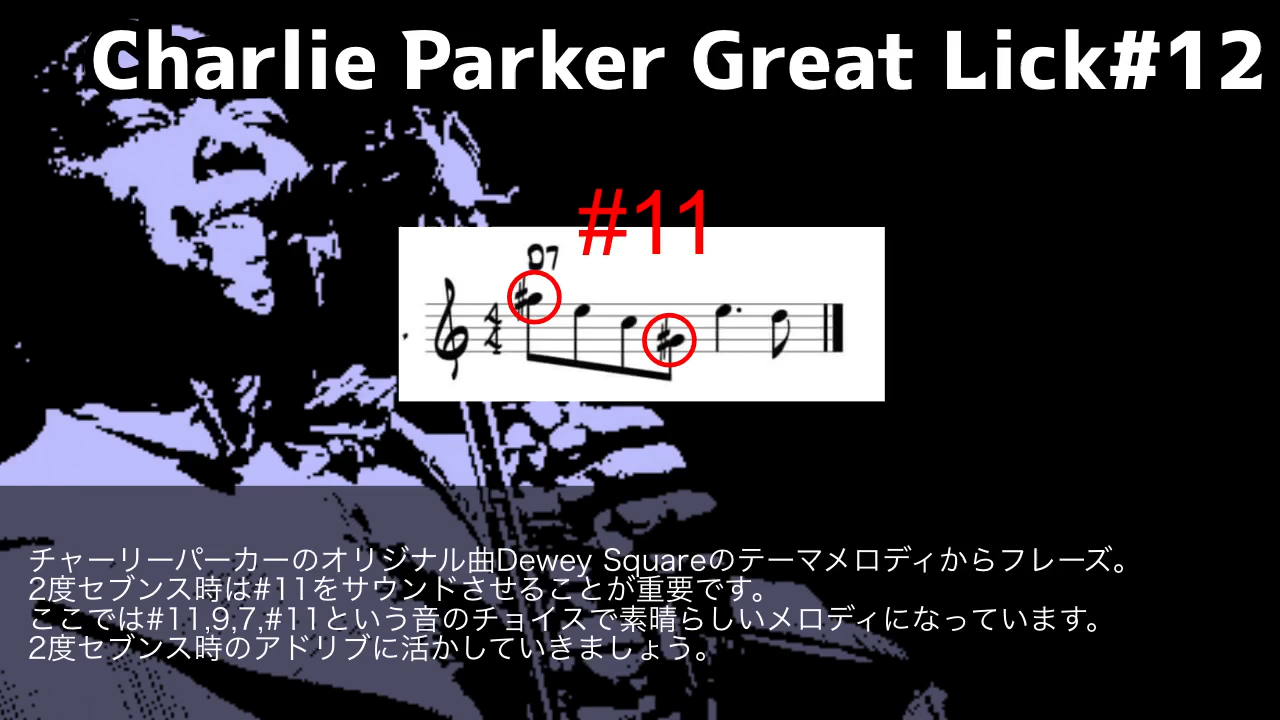 Charlie Parker Great Lick#12
#11
D7
4
4
チャーリーパーカーのオリジナル曲Dewey Squareのテーマメロディからフレーズ。
2度セブンス時は#11をサウンドさせることが重要です。
ここでは#11,9,7,#11という音のチョイスで素晴らしいメロディになっています。
2度セブンス時のアドリブに活かしていきましょう。